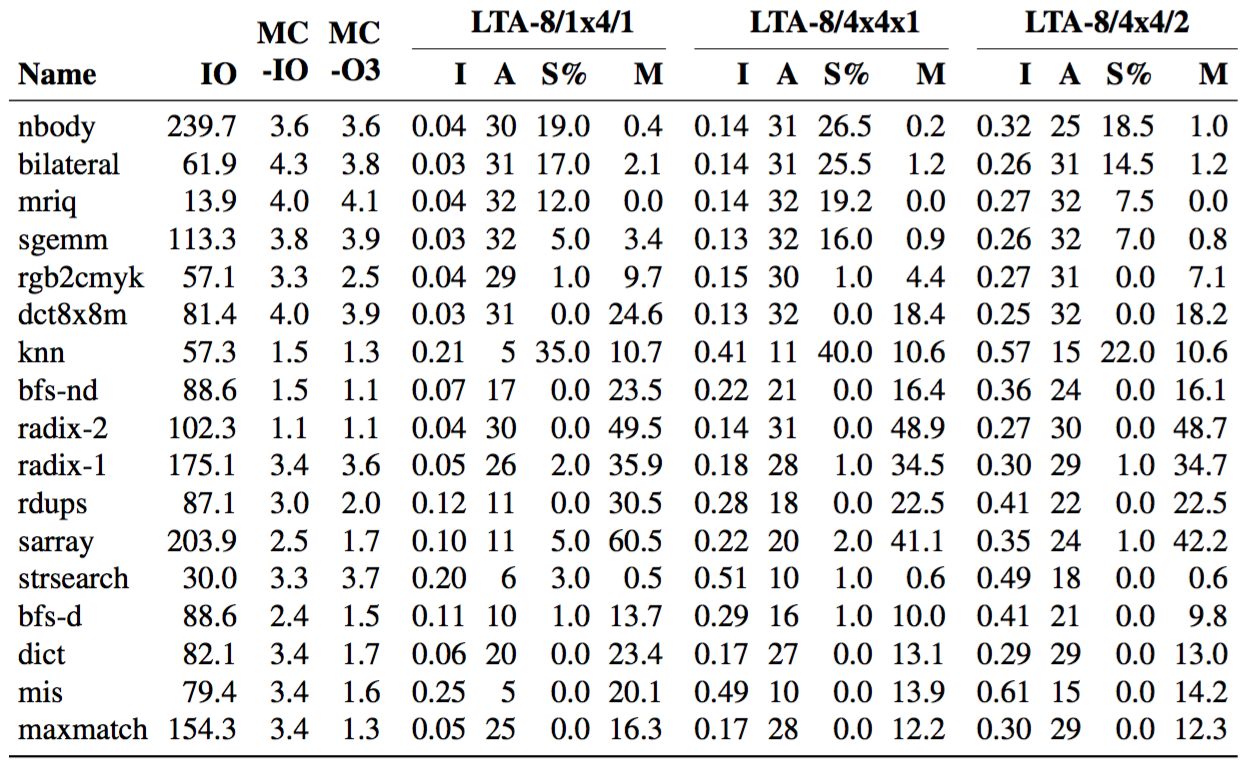 MC MC LTA-8/1x4/1 LTA-8/4x4x1 LTA-8/4x4/2
Name IO -IO -O3 I A S% M I A S% M I A S% M
nbody 239.7 3.6 3.6 0.04 30 19.0 0.4 0.14 31 26.5 0.2 0.32 25 18.5 1.0
bilateral 61.9 4.3 3.8 0.03 31 17.0 2.1 0.14 31 25.5 1.2 0.26 31 14.5 1.2
mriq 13.9 4.0 4.1 0.04 32 12.0 0.0 0.14 32 19.2 0.0 0.27 32 7.5 0.0
sgemm 113.3 3.8 3.9 0.03 32 5.0 3.4 0.13 32 16.0 0.9 0.26 32 7.0 0.8
rgb2cmyk 57.1 3.3 2.5 0.04 29 1.0 9.7 0.15 30 1.0 4.4 0.27 31 0.0 7.1
dct8x8m 81.4 4.0 3.9 0.03 31 0.0 24.6 0.13 32 0.0 18.4 0.25 32 0.0 18.2
knn 57.3 1.5 1.3 0.21 5 35.0 10.7 0.41 11 40.0 10.6 0.57 15 22.0 10.6
bfs-nd 88.6 1.5 1.1 0.07 17 0.0 23.5 0.22 21 0.0 16.4 0.36 24 0.0 16.1
radix-2 102.3 1.1 1.1 0.04 30 0.0 49.5 0.14 31 0.0 48.9 0.27 30 0.0 48.7
radix-1 175.1 3.4 3.6 0.05 26 2.0 35.9 0.18 28 1.0 34.5 0.30 29 1.0 34.7
rdups 87.1 3.0 2.0 0.12 11 0.0 30.5 0.28 18 0.0 22.5 0.41 22 0.0 22.5
sarray 203.9 2.5 1.7 0.10 11 5.0 60.5 0.22 20 2.0 41.1 0.35 24 1.0 42.2
strsearch 30.0 3.3 3.7 0.20 6 3.0 0.5 0.51 10 1.0 0.6 0.49 18 0.0 0.6
bfs-d 88.6 2.4 1.5 0.11 10 1.0 13.7 0.29 16 1.0 10.0 0.41 21 0.0 9.8
dict 82.1 3.4 1.7 0.06 20 0.0 23.4 0.17 27 0.0 13.1 0.29 29 0.0 13.0
mis 79.4 3.4 1.6 0.25 5 0.0 20.1 0.49 10 0.0 13.9 0.61 15 0.0 14.2
maxmatch 154.3 3.4 1.3 0.05 25 0.0 16.3 0.17 28 0.0 12.2 0.30 29 0.0 12.3